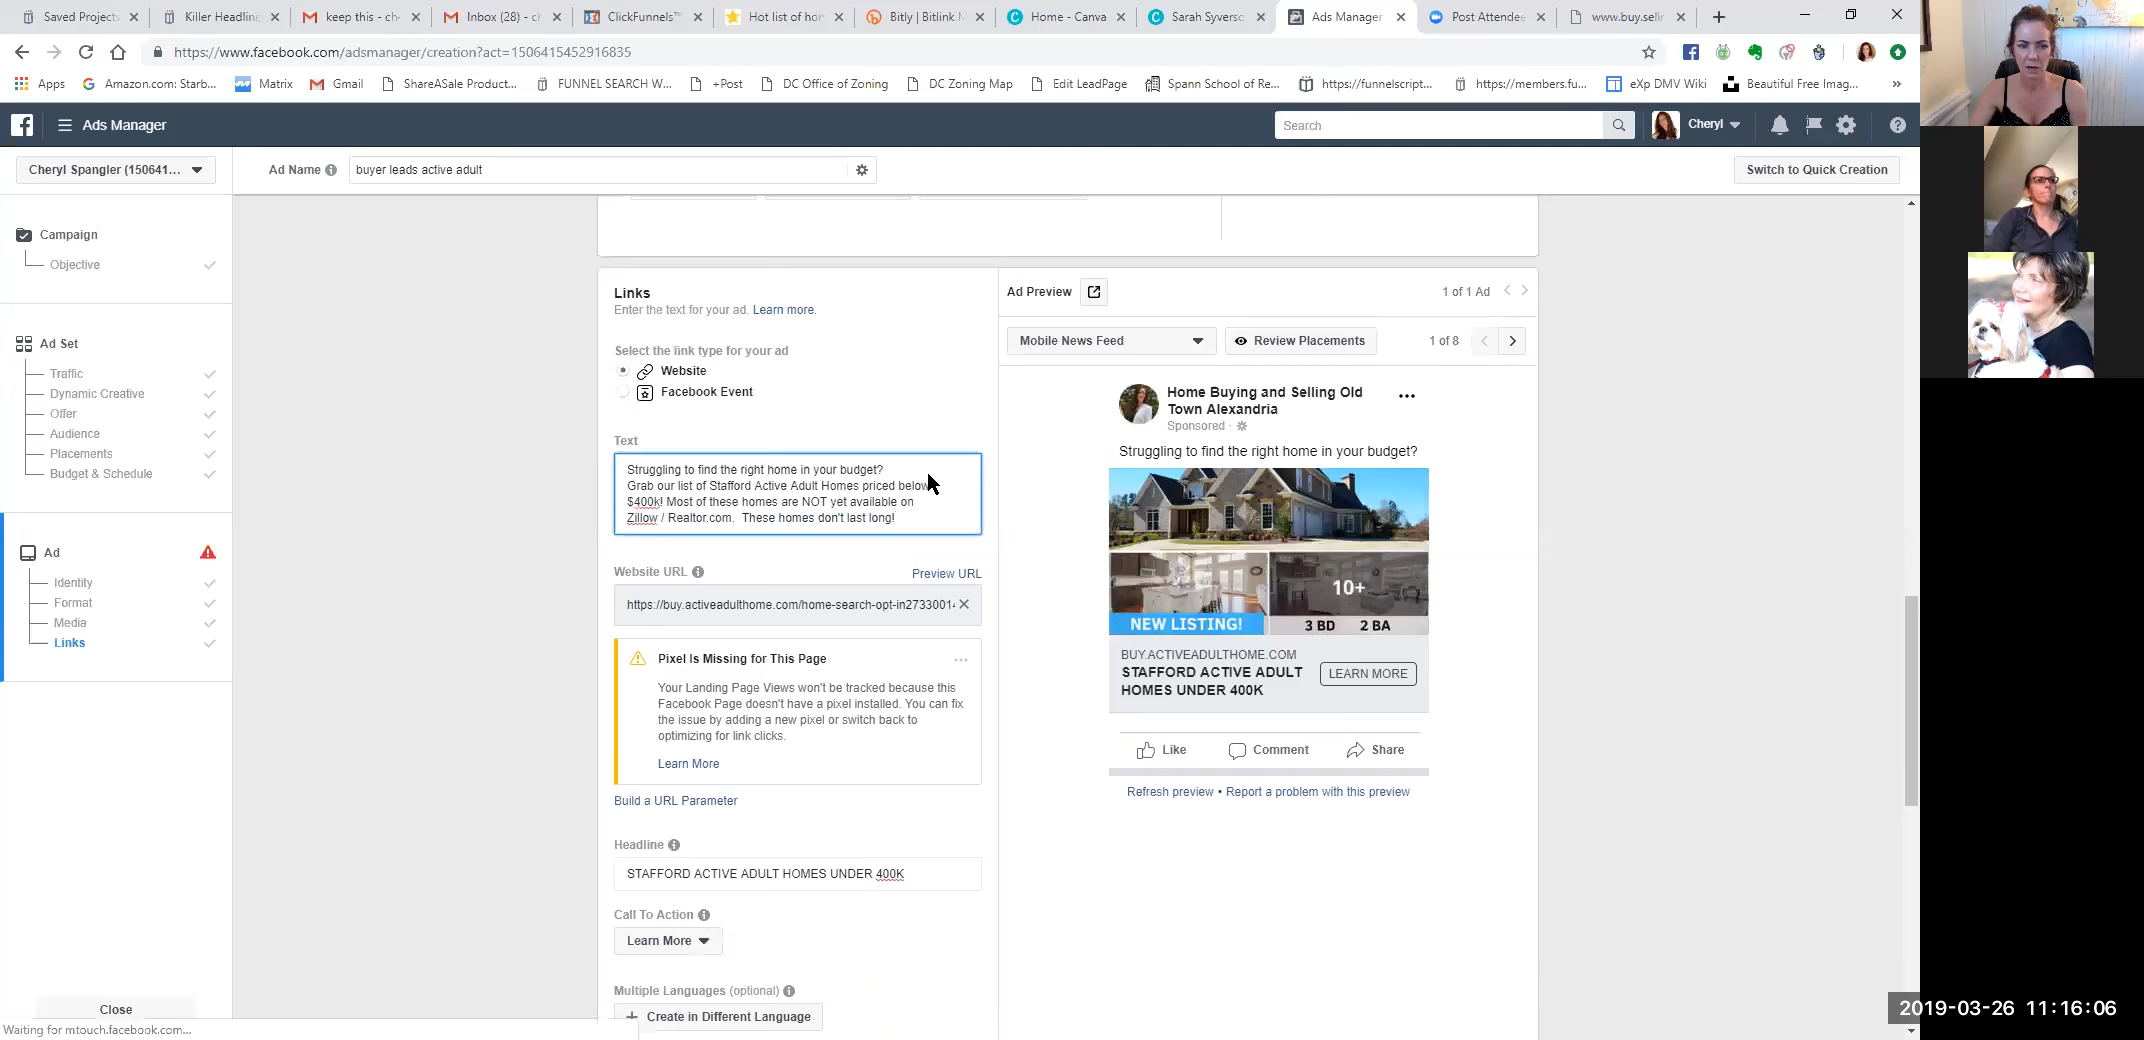 Saved Projects
Killer Headline
keep this - ch
Inbox (28) - c
ClickFunnels™
Hot list of hom
Bitly | Bitlink M
Home - Canva
Sarah Syverso
Ads Manager
Post Attendee
www.buy.sellin
https://www.facebook.com/adsmanager/creation?act=1506415452916835
Apps
Amazon.com: Starb...
Matrix
Gmail
ShareASale Product...
FUNNEL SEARCH W...
+Post
DC Office of Zoning
DC Zoning Map
Edit LeadPage
Spann School of Re...
https://funnelscript...
https://members.fu...
eXp DMV Wiki
Beautiful Free Imag...
»
Ads Manager
Search
Cheryl
Cheryl Spangler (150641...
Ad Name
buyer leads active adult
Switch to Quick Creation
Campaign
Objective
Ad Set
Traffic
Dynamic Creative
Offer
Audience
Placements
Budget & Schedule
Ad
Identity
Format
Media
Links
Close
Waiting for mtouch.facebook.com...
Links
Enter the text for your ad. Learn more.
Select the link type for your ad
Website
Facebook Event
Text
Struggling to find the right home in your budget?
Grab our list of Stafford Active Adult Homes priced below
$400k! Most of these homes are NOT yet available on
Zillow / Realtor.com.  These homes don't last long!
Website URL
Preview URL
https://buy.activeadulthome.com/home-search-opt-in2733001
Pixel Is Missing for This Page
Your Landing Page Views won't be tracked because this
Facebook Page doesn't have a pixel installed. You can fix
the issue by adding a new pixel or switch back to
optimizing for link clicks.
Learn More
Build a URL Parameter
Headline
STAFFORD ACTIVE ADULT HOMES UNDER 400K
Call To Action
Learn More
Multiple Languages (optional)
+ Create in Different Language
Ad Preview
1 of 1 Ad
Mobile News Feed
Review Placements
1 of 8
Home Buying and Selling Old
Town Alexandria
Sponsored ·
Struggling to find the right home in your budget?
10+
NEW LISTING!
3 BD 2 BA
BUY.ACTIVEADULTHOME.COM
STAFFORD ACTIVE ADULT
HOMES UNDER 400K
LEARN MORE
Like
Comment
Share
Refresh preview • Report a problem with this preview
2019-03-26 11:16:06